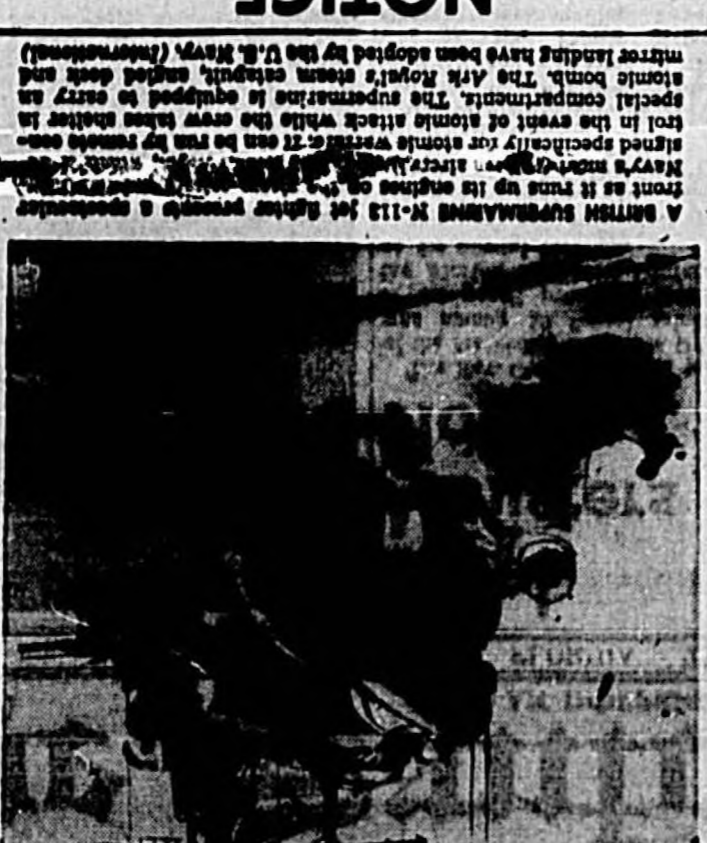 A BRITISH SUPERMARINE N-113 jet fighter presents a spectacular
front as it runs up its engines on the
Navy's
signed specifically for atomic warfare. It can be run by remote con-
trol in the event of atomic attack while the crew takes shelter in
special compartments. The supermarine is equipped to carry an
atomic bomb. The Ark Royal's steam catapult, angled deck and
mirror landing have been adopted by the U.S. Navy. (International)
NOTICE